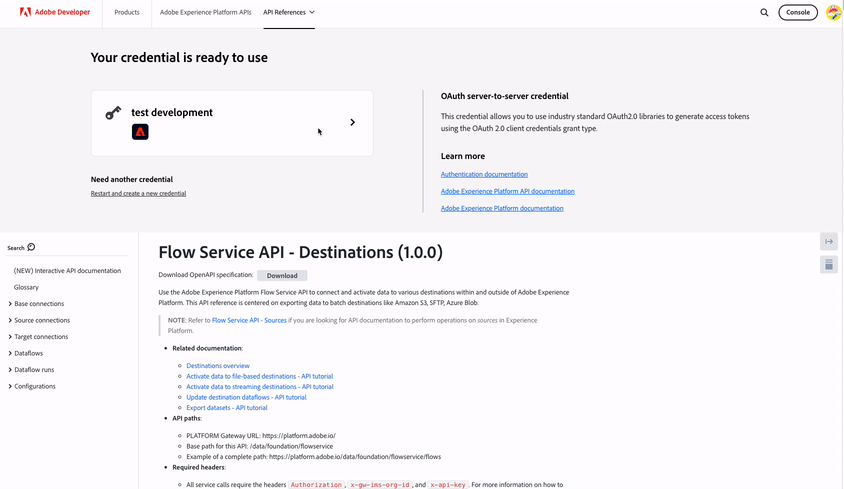 Adobe Developer Products Adobe Experience Platform APIs API References Console
Your credential is ready to use
test development
Need another credential
Restart and create a new credential
OAuth server-to-server credential
This credential allows you to use industry standard OAuth2.0 libraries to generate access tokens
using the OAuth 2.0 client credentials grant type.
Learn more
Authentication documentation
Adobe Experience Platform API documentation
Adobe Experience Platform documentation
Search
(NEW) Interactive API documentation
Glossary
Base connections
Source connections
Target connections
Dataflows
Dataflow runs
Configurations
Flow Service API - Destinations (1.0.0)
Download OpenAPI specification: Download
Use the Adobe Experience Platform Flow Service API to connect and activate data to various destinations within and outside of Adobe Experience
Platform. This API reference is centered on exporting data to batch destinations like Amazon S3, SFTP, Azure Blob.
NOTE: Refer to Flow Service API - Sources if you are looking for API documentation to perform operations on sources in Experience
Platform.
Related documentation:
Destinations overview
Activate data to file-based destinations - API tutorial
Activate data to streaming destinations - API tutorial
Update destination dataflows - API tutorial
Export datasets - API tutorial
API paths:
PLATFORM Gateway URL: https://platform.adobe.io/
Base path for this API: /data/foundation/flowservice
Example of a complete path: https://platform.adobe.io/data/foundation/flowservice/flows
Required headers:
All service calls require the headers Authorization, x-gw-ims-org-id, and x-api-key. For more information on how to